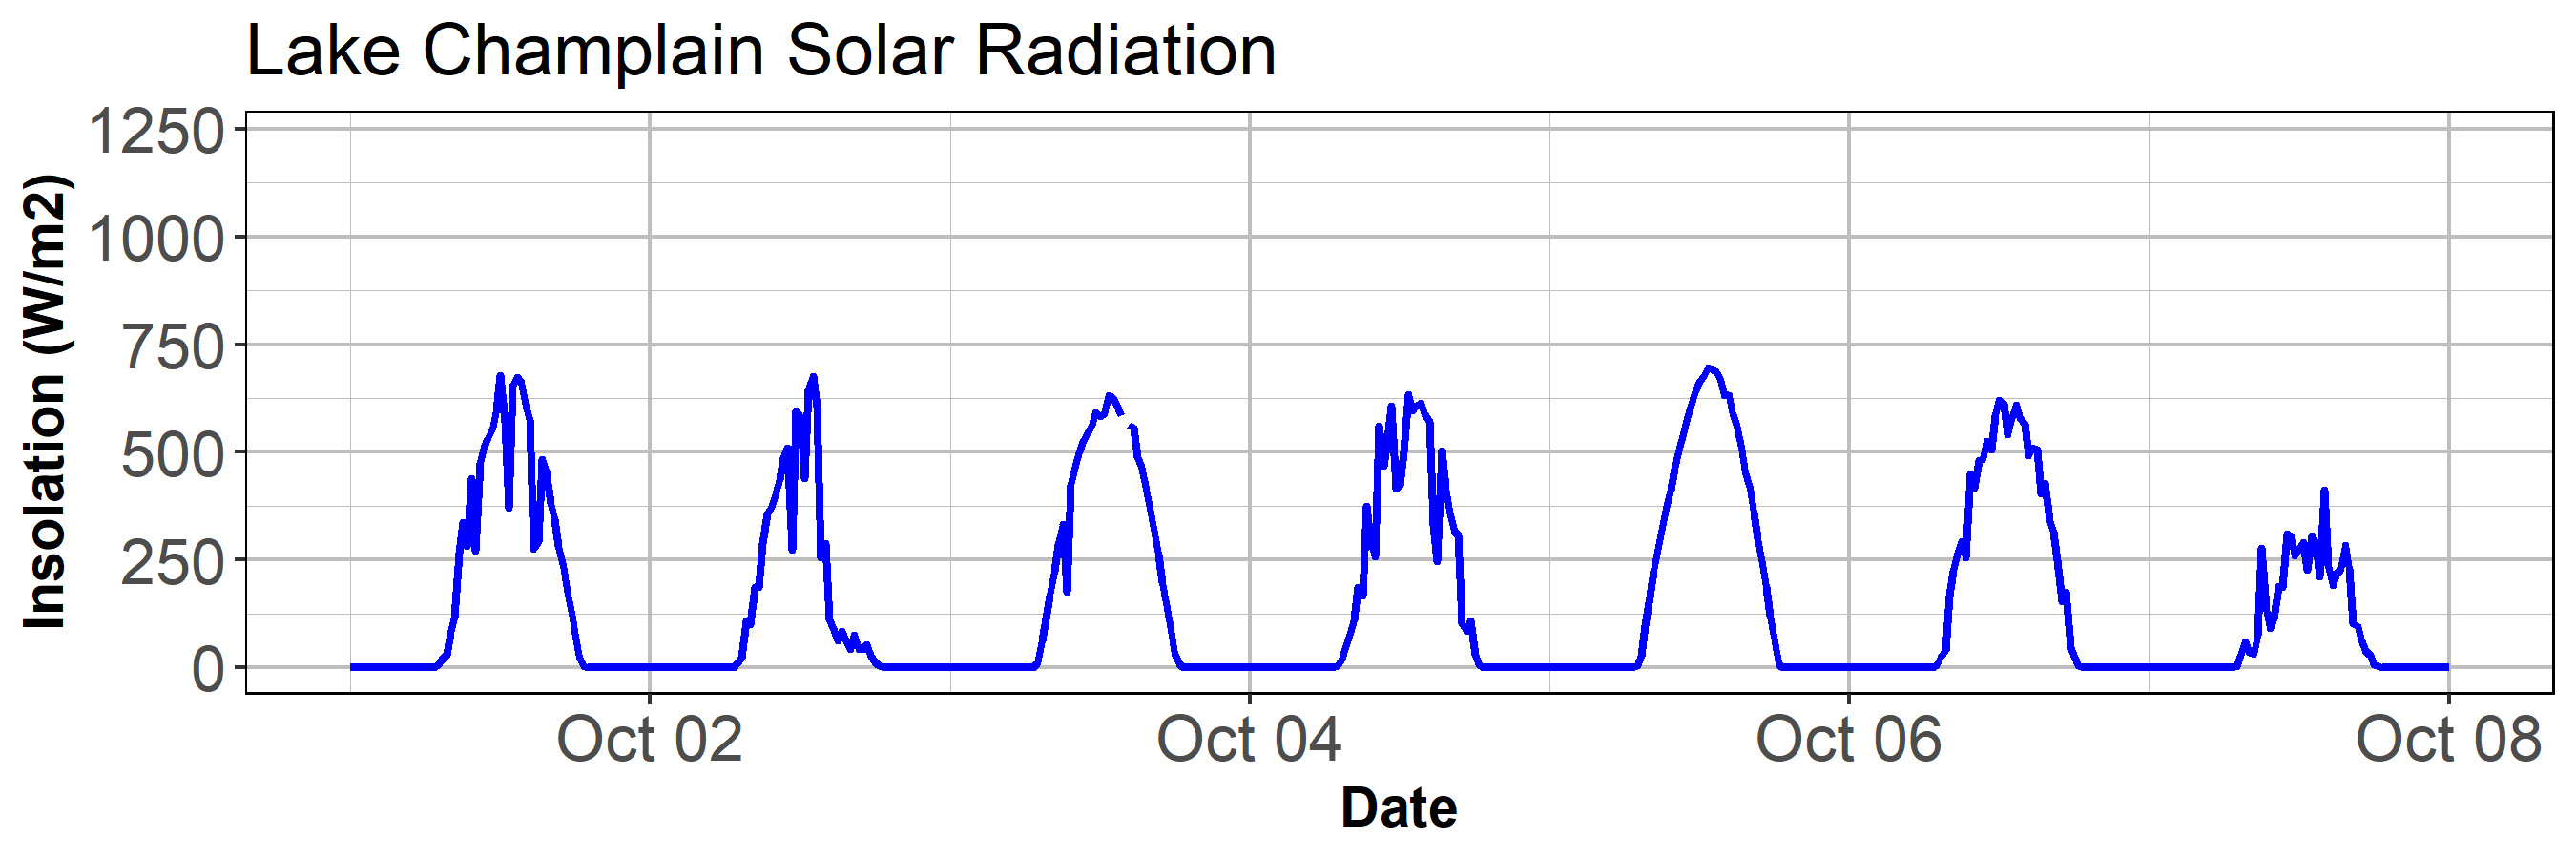 Lake Champlain Solar Radiation
1250
1000
750
500
250
0
Insolation (W/m2)
Oct 02 Oct 04 Oct 06 Oct 08
Date